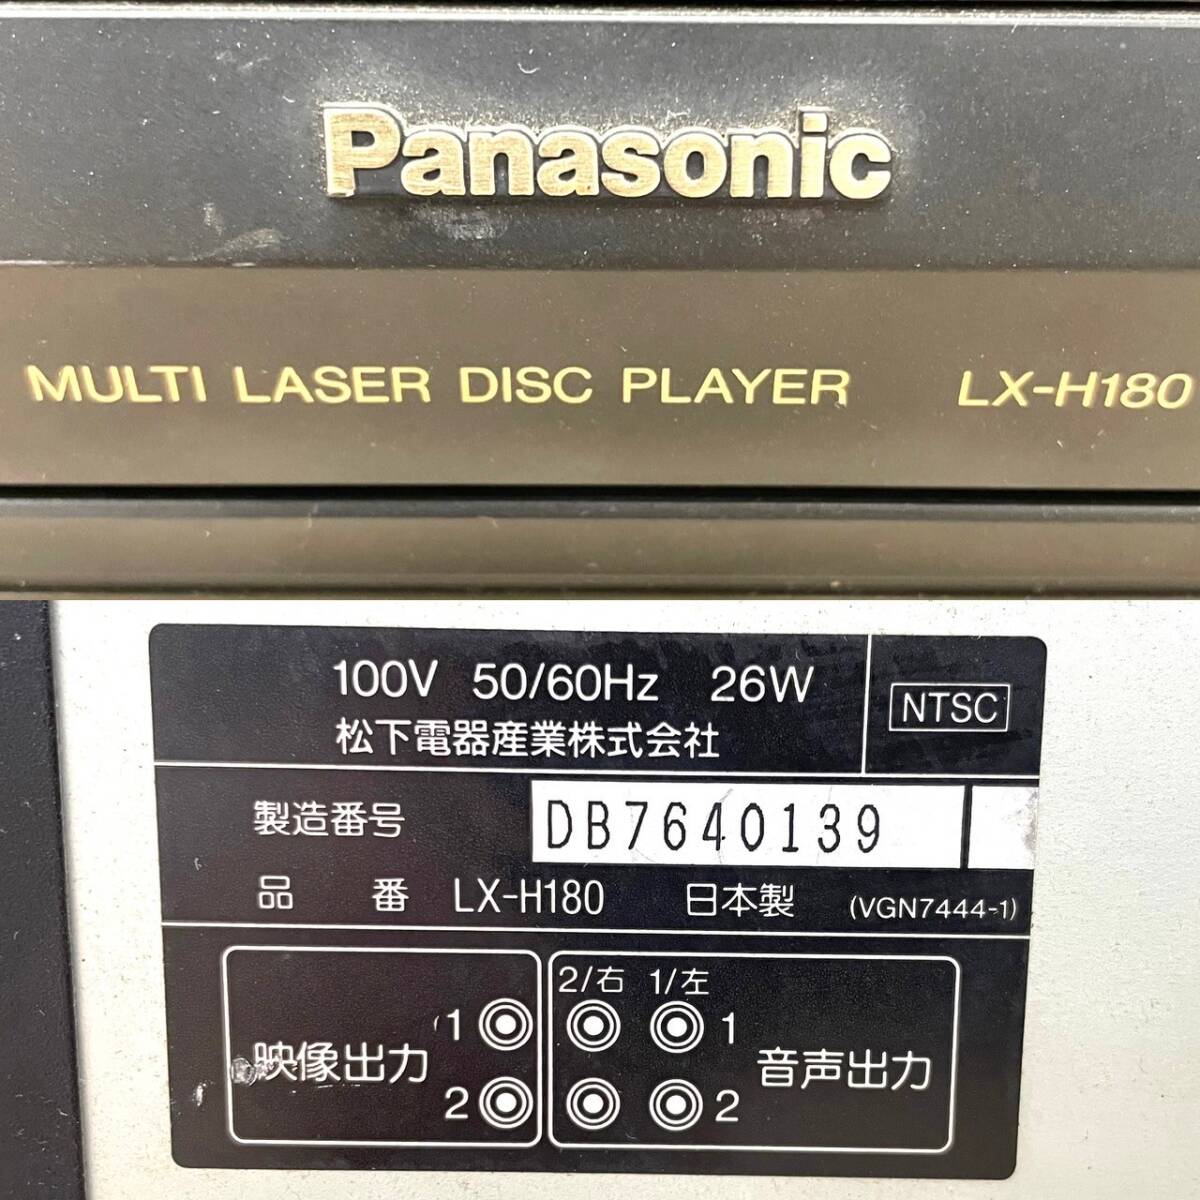 Panasonic
MULTI LASER DISC PLAYER LX-H180
100V 50/60Hz 26W
NTSC
松下電器産業株式会社
製造番号 DB7640139
品 番 LX-H180 日本製 (VGN7444-1)
2/右 1/左
1 1
映像出力 音声出力
2 2